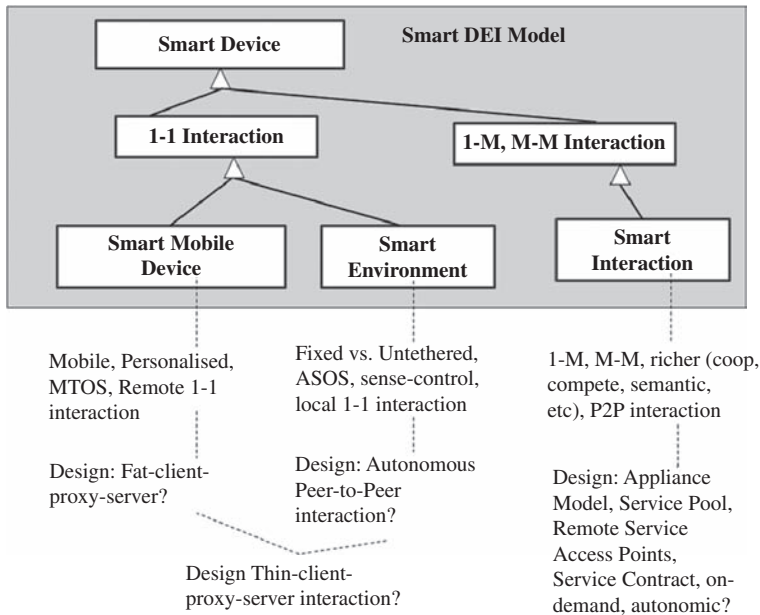 Smart DEI Model
Smart Device
1-1 Interaction
1-M, M-M Interaction
Smart Mobile
Device
Smart
Environment
Smart
Interaction
Mobile, Personalised,
MTOS, Remote 1-1
interaction
Fixed vs. Untethered,
ASOS, sense-control,
local 1-1 interaction
1-M, M-M, richer (coop,
compete, semantic,
etc), P2P interaction
Design: Fat-client-
proxy-server?
Design: Autonomous
Peer-to-Peer
interaction?
Design: Appliance
Model, Service Pool,
Remote Service
Access Points,
Service Contract, on-
demand, autonomic?
Design Thin-client-
proxy-server interaction?